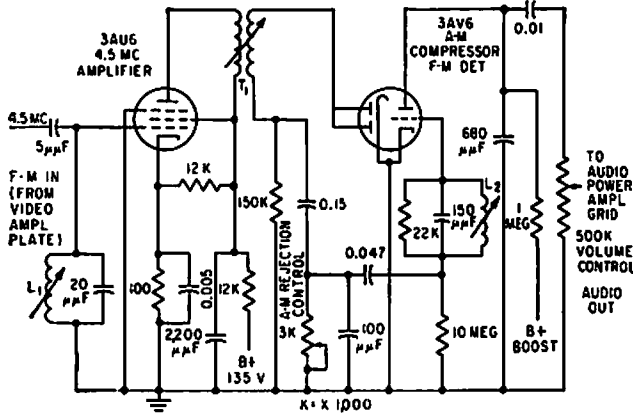 3AU6
4.5 MC
AMPLIFIER
T1
3AV6
A-M
COMPRESSOR
F-M DET
0.01
4.5MC
5μμF
F-M IN
(FROM
VIDEO
AMPL
PLATE)
L1
20
μμF
12K
100
2,200
μμF
0.005
12K
B+
135 V
150K
A-M REJECTION
CONTROL
3K
0.15
0.047
100
μμF
680
μμF
22K
150
μμF
L2
10 MEG
1
MEG
B+
BOOST
TO
AUDIO
POWER
AMPL
GRID
500K
VOLUME
CONTROL
AUDIO
OUT
K = X 1,000